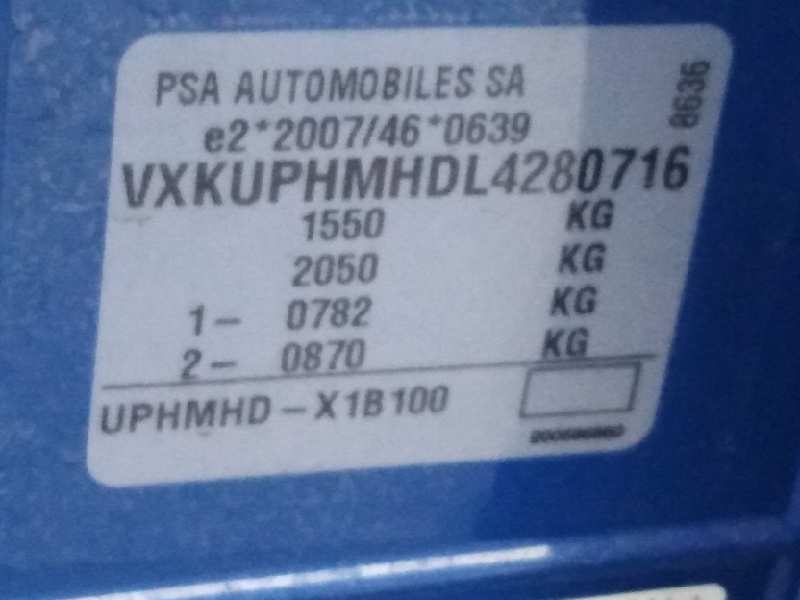 PSA AUTOMOBILES SA
8636
e2*2007/46*0639
VXKUPHMHDL4280716
1550 KG
2050 KG
1- 0782 KG
2- 0870 KG
UPHMHD -X1B100